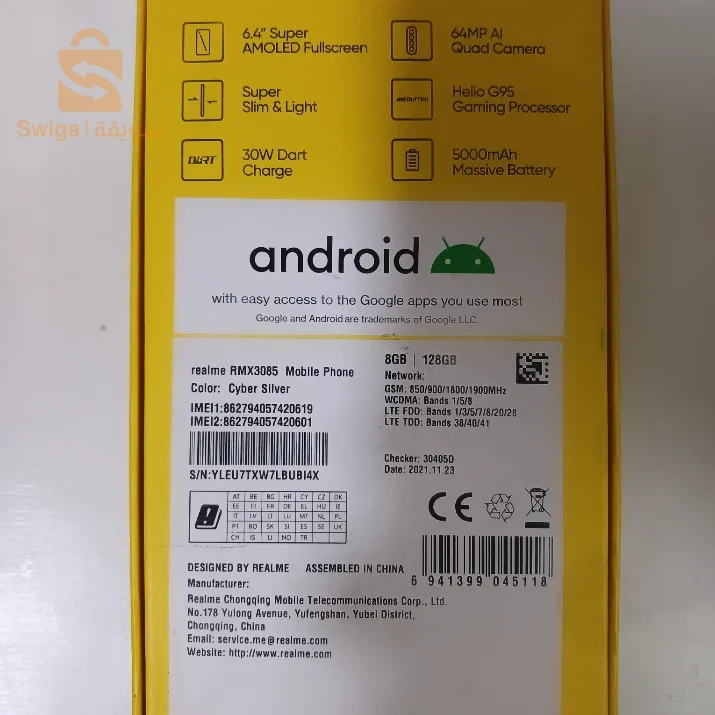 6.4" Super
AMOLED Fullscreen
64MP AI
Quad Camera
Super
Slim & Light
MEDIATEK
Helio G95
Gaming Processor
DART
30W Dart
Charge
5000mAh
Massive Battery
Swiga | سويقة
android
with easy access to the Google apps you use most
Google and Android are trademarks of Google LLC.
realme RMX3085 Mobile Phone
Color: Cyber Silver
IMEI1:862794057420619
IMEI2:862794057420601
S/N:YLEU7TXW7LBUBI4X
8GB | 128GB
Network:
GSM: 850/900/1800/1900MHz
WCDMA: Bands 1/5/8
LTE FDD: Bands 1/3/5/7/8/20/28
LTE TDD: Bands 38/40/41
Checker: 30405D
Date: 2021.11.23
AT BE BG HR CY CZ DK
EE FI FR DE EL HU IE
IT LV LT LU MT NL PL
PT RO SK SI ES SE UK
CH IS LI NO TR
CE
DESIGNED BY REALME ASSEMBLED IN CHINA
6 941399 045118
Manufacturer:
Realme Chongqing Mobile Telecommunications Corp., Ltd.
No.178 Yulong Avenue, Yufengshan, Yubei District,
Chongqing, China
Email: service.me@realme.com
Website: http://www.realme.com